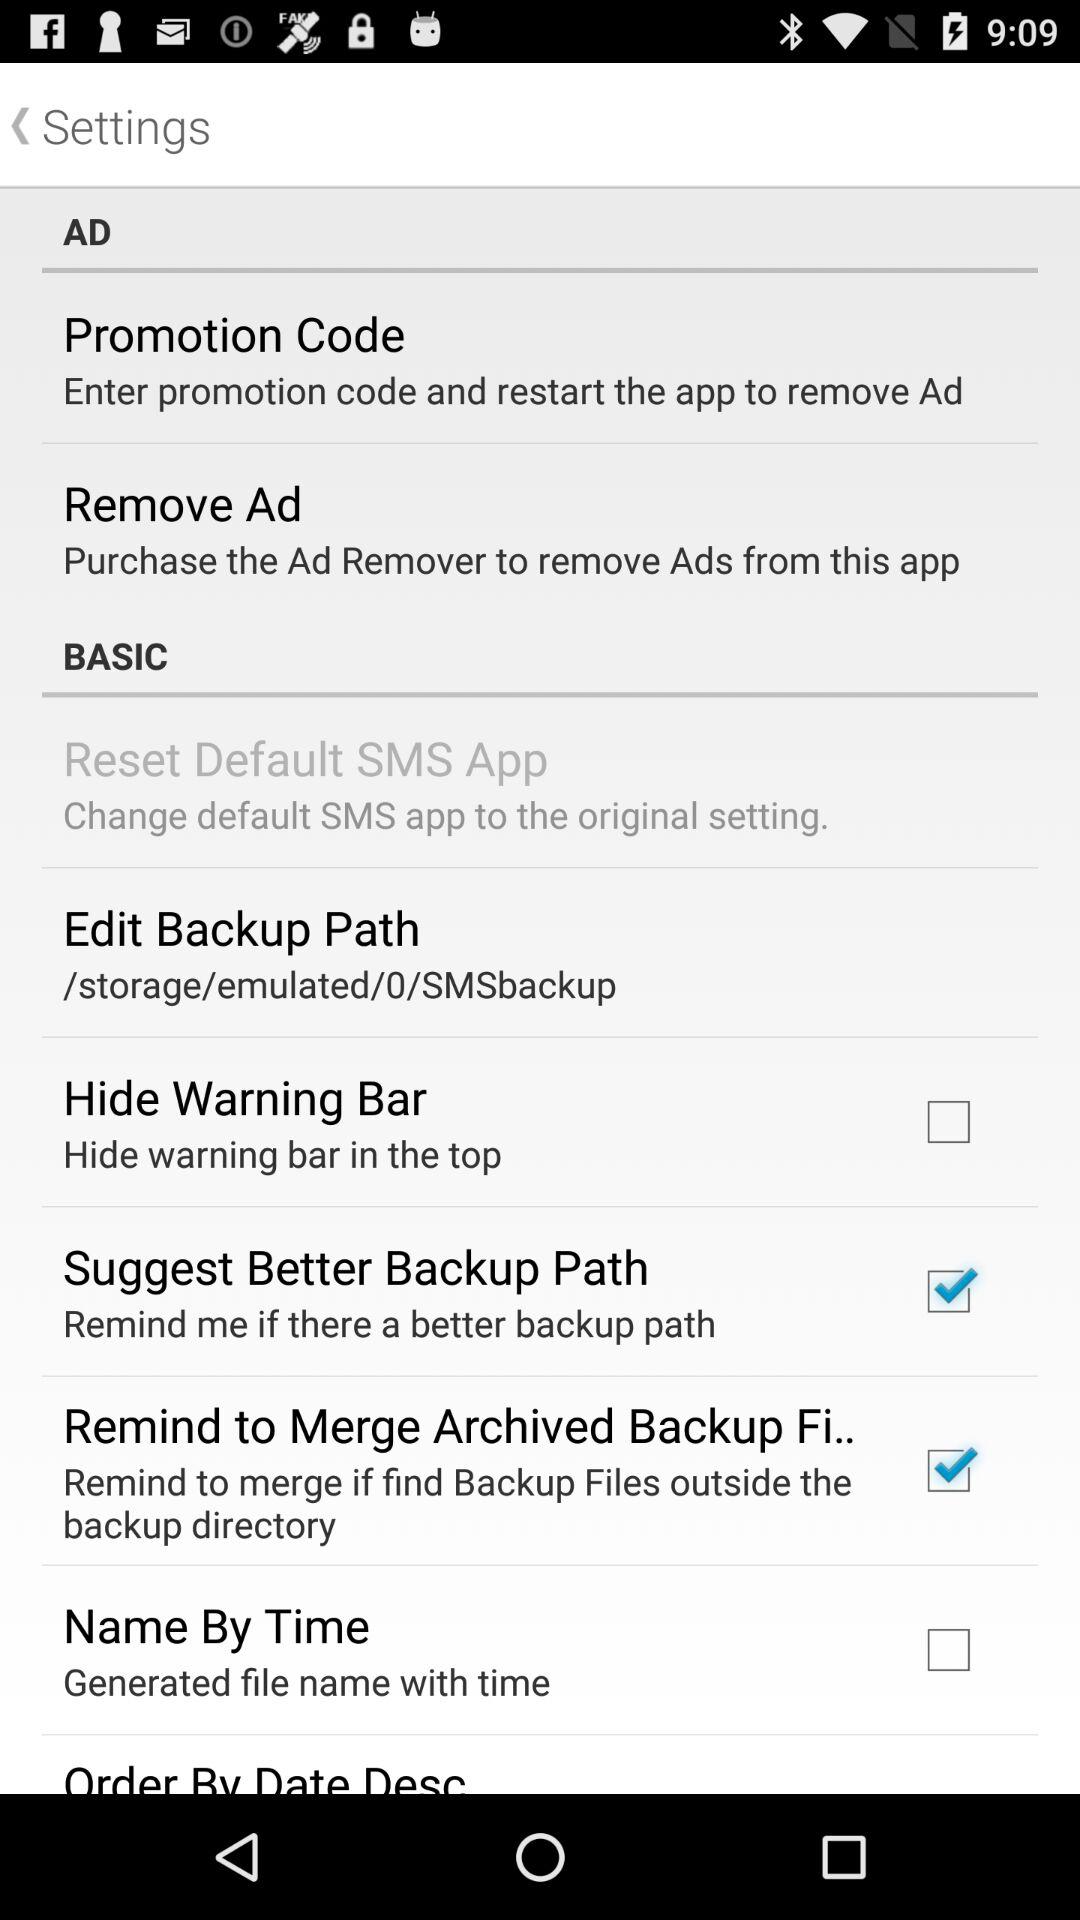 FAKE
9:09
Settings
AD
Promotion Code
Enter promotion code and restart the app to remove Ad
Remove Ad
Purchase the Ad Remover to remove Ads from this app
BASIC
Reset Default SMS App
Change default SMS app to the original setting.
Edit Backup Path
/storage/emulated/0/SMSbackup
Hide Warning Bar
Hide warning bar in the top
Suggest Better Backup Path
Remind me if there a better backup path
Remind to Merge Archived Backup Fi..
Remind to merge if find Backup Files outside the
backup directory
Name By Time
Generated file name with time
Order By Date Desc